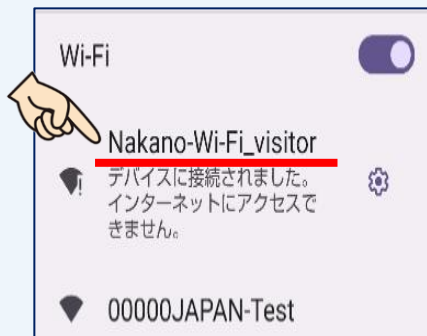 Wi-Fi
Nakano-Wi-Fi_visitor
デバイスに接続されました。
インターネットにアクセスで
きません。
00000JAPAN-Test